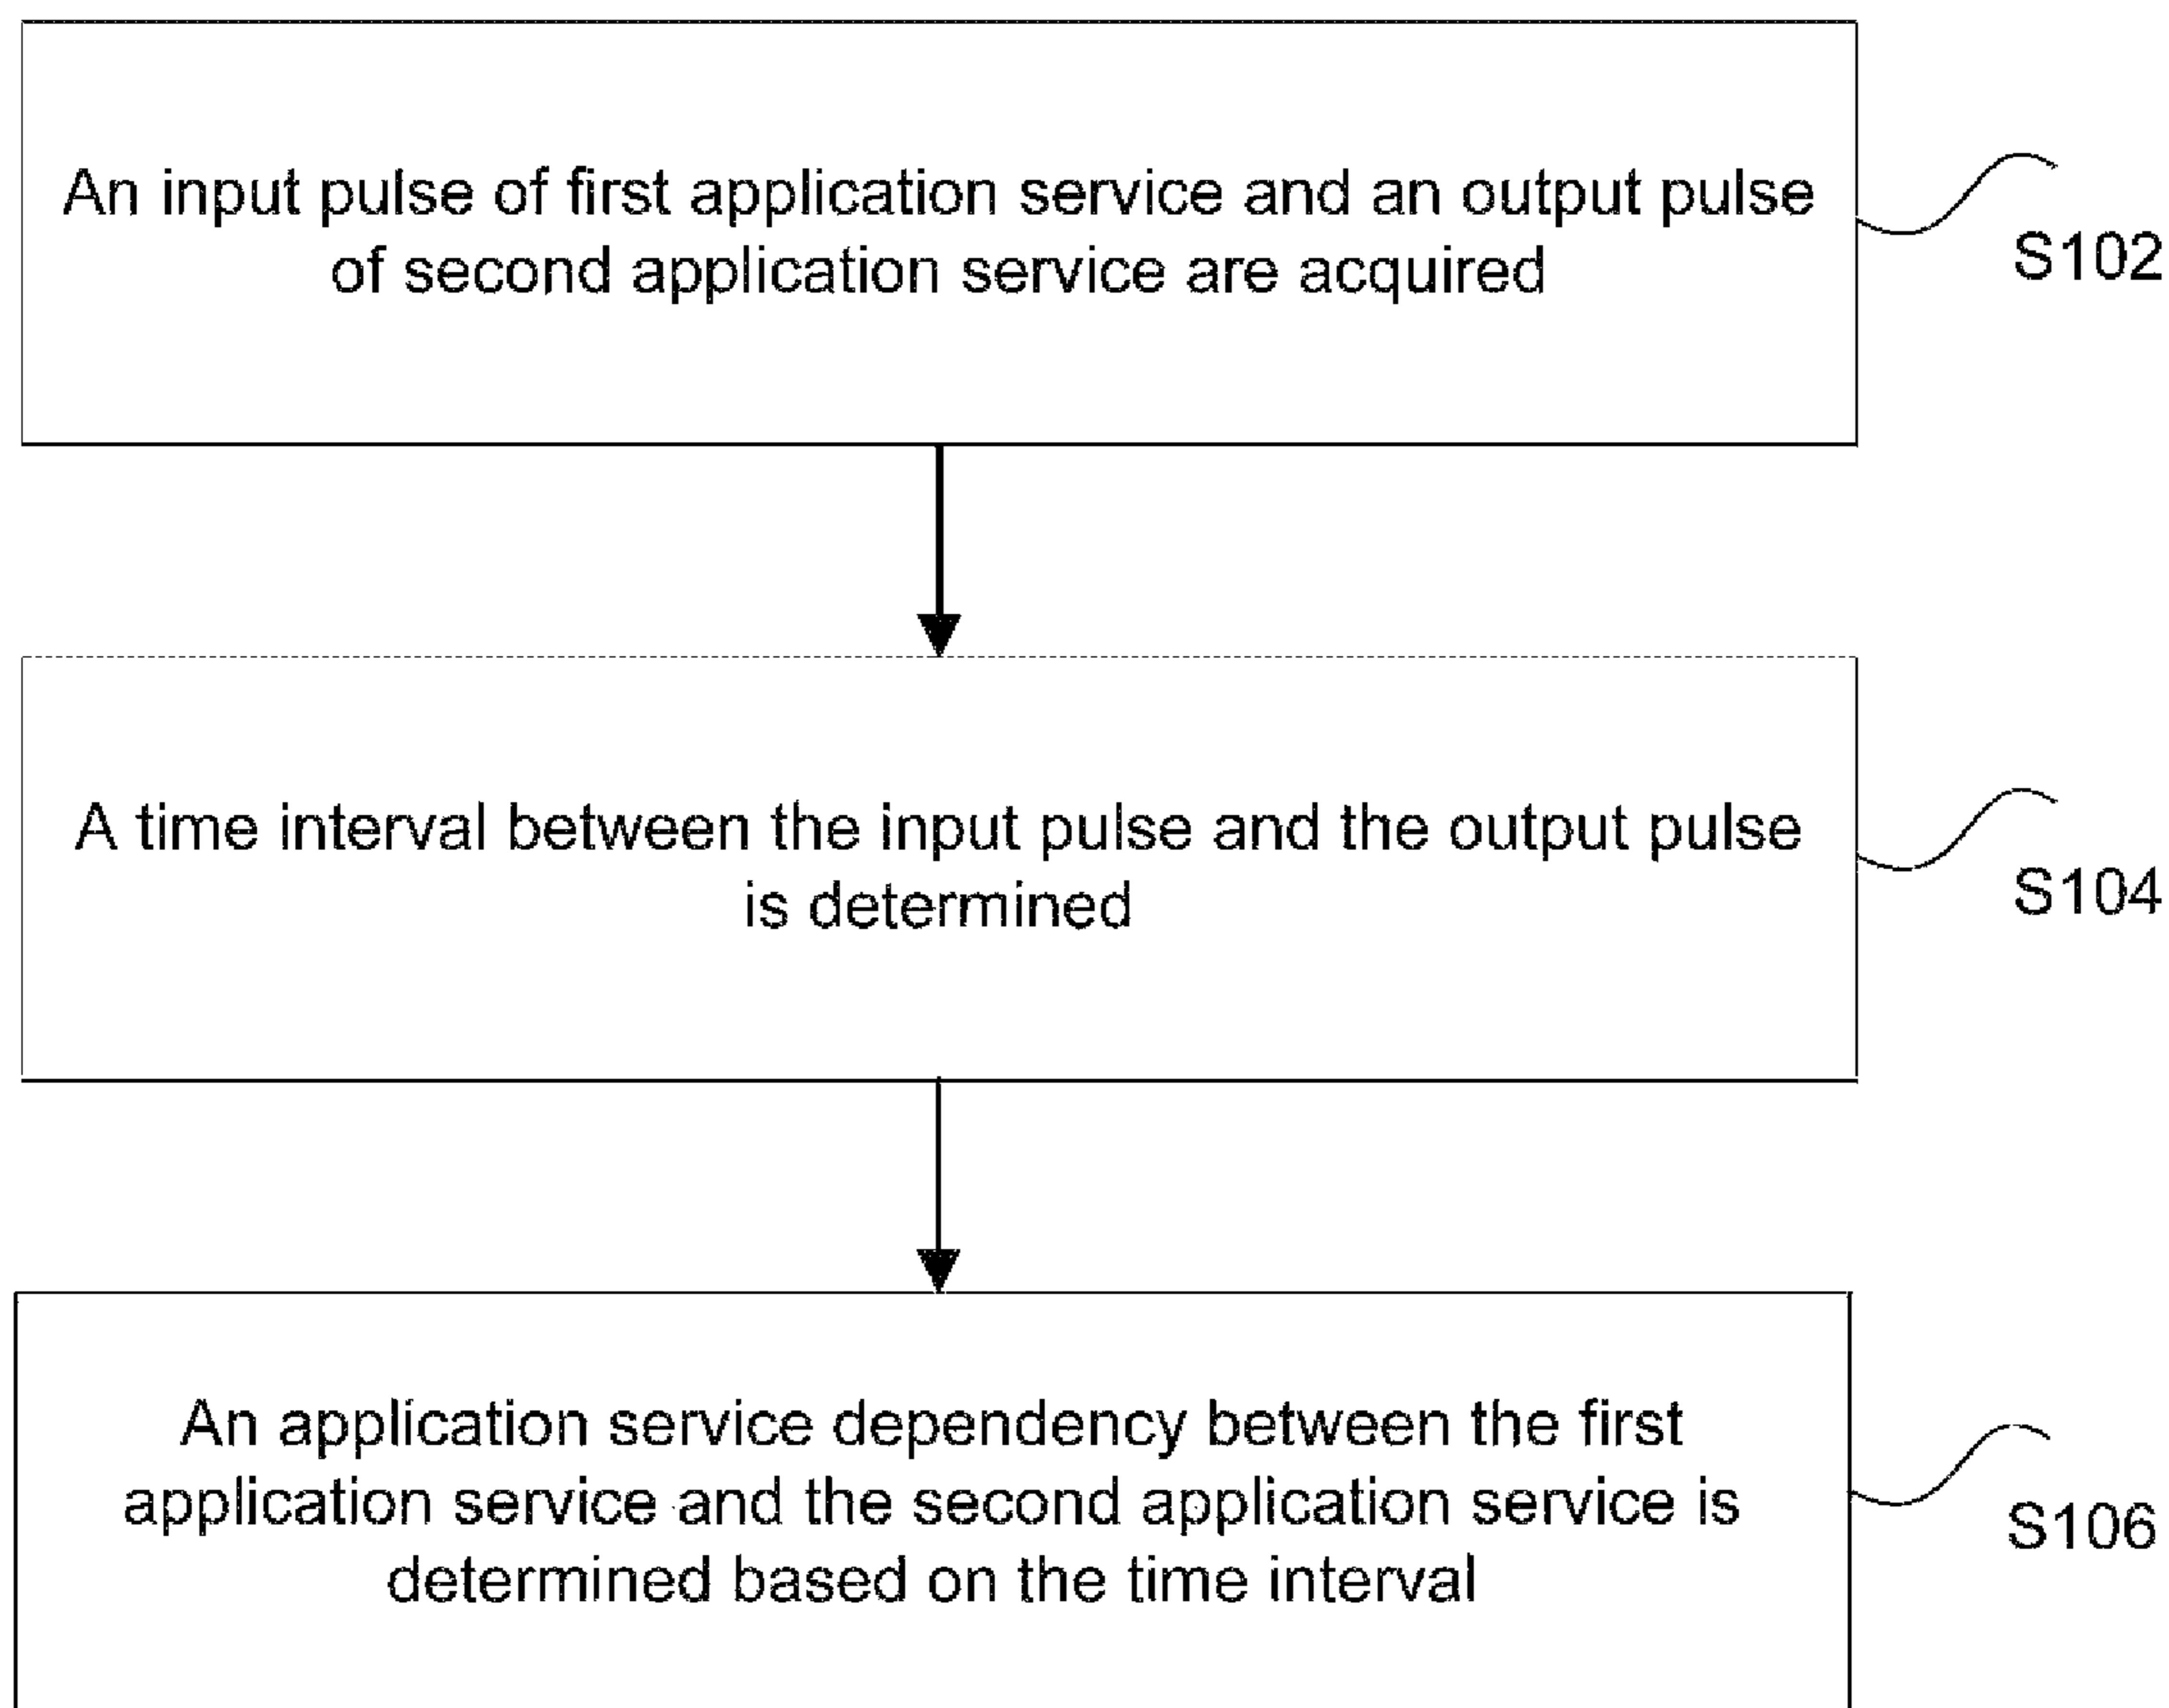 An input pulse of first application service and an output pulse
of second application service are acquired
S102
A time interval between the input pulse and the output pulse
is determined
S104
An application service dependency between the first
application service and the second application service is
determined based on the time interval
S106